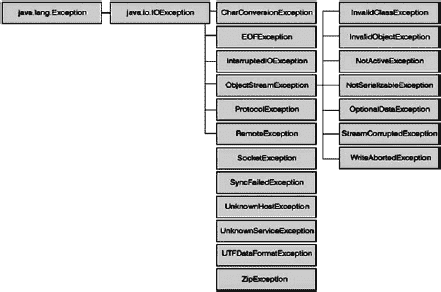 java.lang.Exception
java.io.IOException
CharConversionException
EOFException
InterruptedIOException
ObjectStreamException
ProtocolException
RemoteException
SocketException
SyncFailedException
UnknownHostException
UnknownServiceException
UTFDataFormatException
ZipException
InvalidClassException
InvalidObjectException
NotActiveException
NotSerializableException
OptionalDataException
StreamCorruptedException
WriteAbortedException